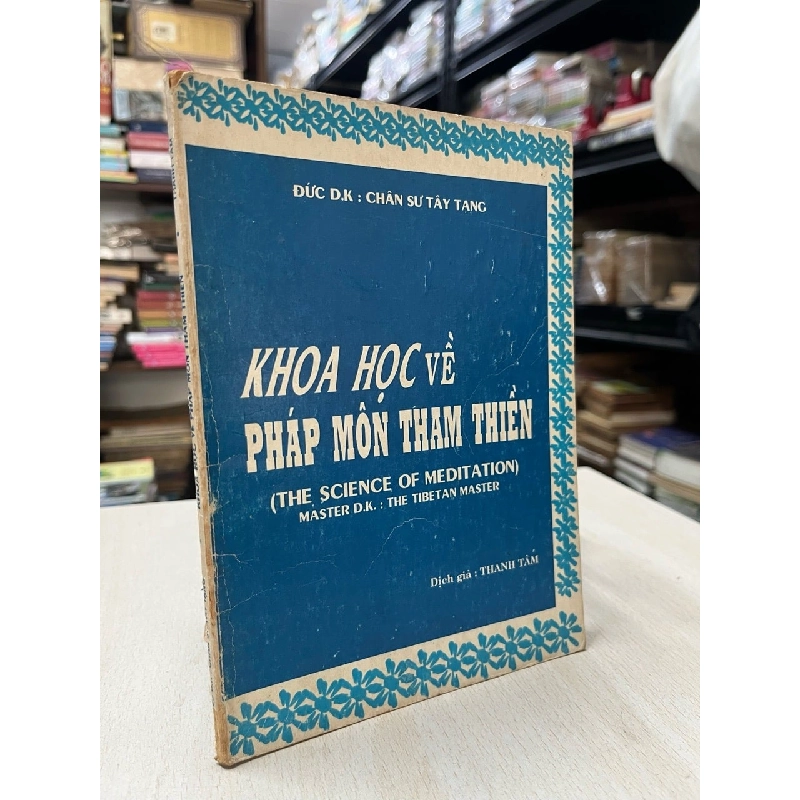 ĐỨC D.K : CHÂN SƯ TÂY TẠNG
KHOA HỌC VỀ
PHÁP MÔN THAM THIỀN
(THE SCIENCE OF MEDITATION)
MASTER D.K. : THE TIBETAN MASTER
Dịch giả : THANH TÂM